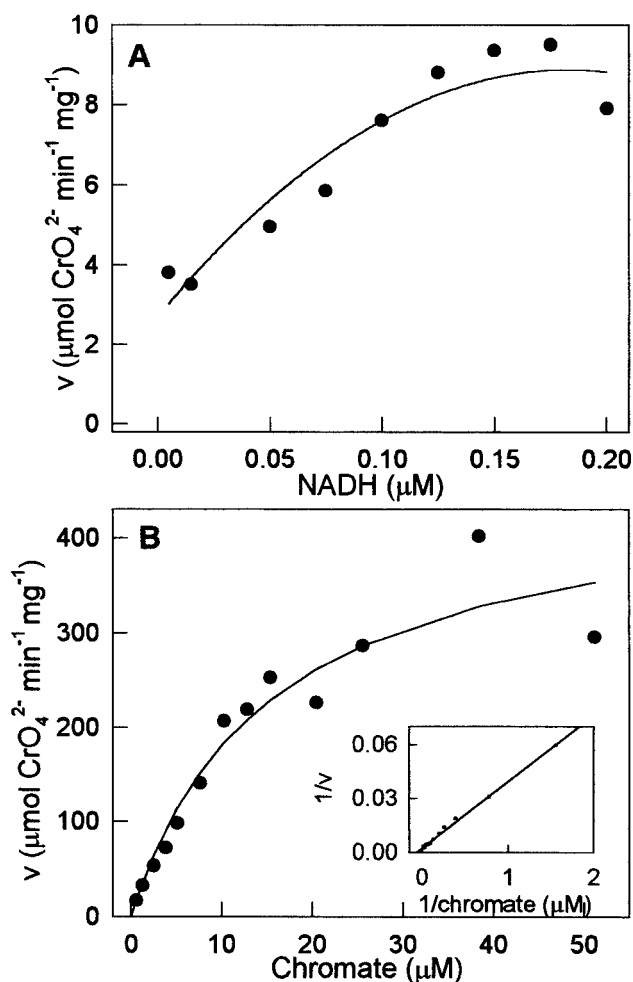 A
10
8
6
4
2
0
v (μmol CrO₄²⁻ min⁻¹ mg⁻¹)
0.00 0.05 0.10 0.15 0.20
NADH (μM)
B
400
300
200
100
0
v (μmol CrO₄²⁻ min⁻¹ mg⁻¹)
0.06
0.03
0.00
1/v
0 1 2
1/chromate (μM)
0 10 20 30 40 50
Chromate (μM)